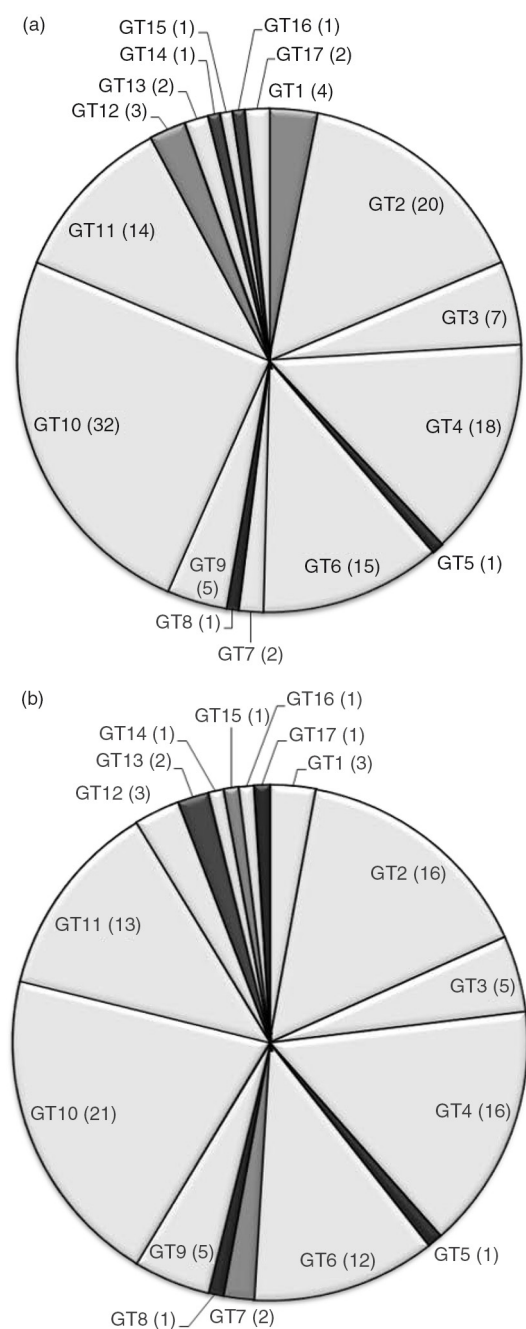 (a)
GT15 (1)
GT16 (1)
GT14 (1)
GT17 (2)
GT13 (2)
GT1 (4)
GT12 (3)
GT2 (20)
GT11 (14)
GT3 (7)
GT10 (32)
GT4 (18)
GT9
(5)
GT6 (15)
GT5 (1)
GT8 (1)
GT7 (2)
(b)
GT16 (1)
GT15 (1)
GT14 (1)
GT17 (1)
GT13 (2)
GT1 (3)
GT12 (3)
GT2 (16)
GT11 (13)
GT3 (5)
GT10 (21)
GT4 (16)
GT9 (5)
GT6 (12)
GT5 (1)
GT8 (1)
GT7 (2)